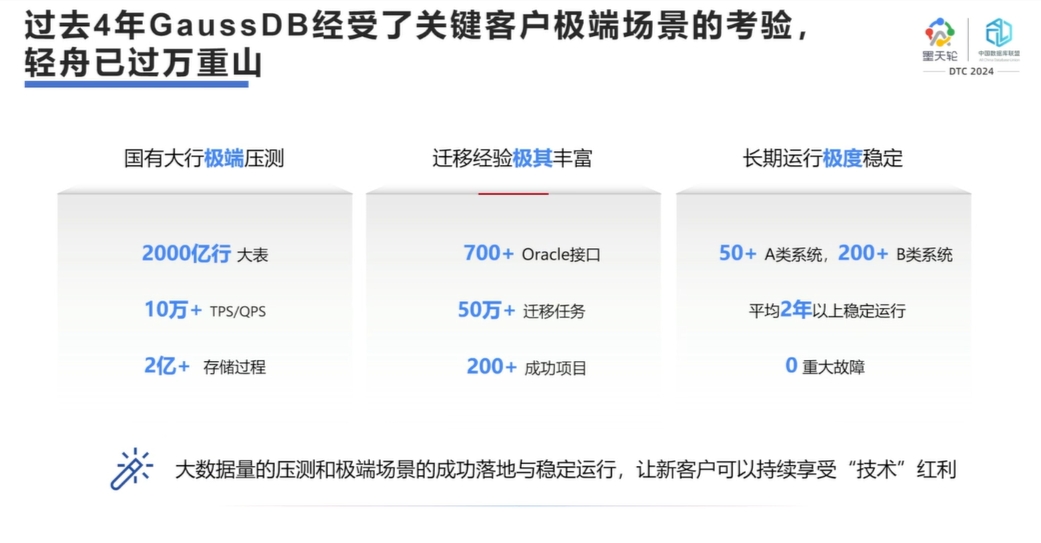 过去4年GaussDB经受了关键客户极端场景的考验，
轻舟已过万重山
墨天轮
中国数据库联盟
DTC 2024
国有大行极端压测
2000亿行 大表
10万+ TPS/QPS
2亿+ 存储过程
迁移经验极其丰富
700+ Oracle接口
50万+ 迁移任务
200+ 成功项目
长期运行极度稳定
50+ A类系统，200+ B类系统
平均2年以上稳定运行
0 重大故障
大数据量的压测和极端场景的成功落地与稳定运行，让新客户可以持续享受“技术”红利